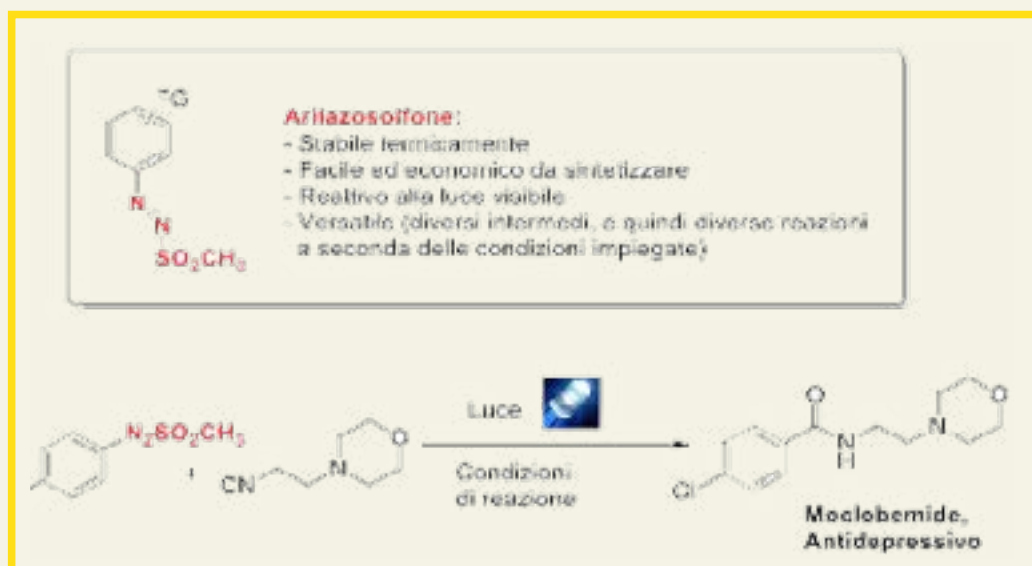 Arilazosolfone:
- Stabile termicamente
- Facile ed economico da sintetizzare
- Reattivo alla luce visibile
- Versatile (diversi intermedi, e quindi diverse reazioni
a seconda delle condizioni impiegate)
N
N
SO₂CH₃
N₂SO₂CH₃
+
CN
N
O
Luce
Condizioni
di reazione
O
N
H
N
O
Cl
Moclobemide,
Antidepressivo